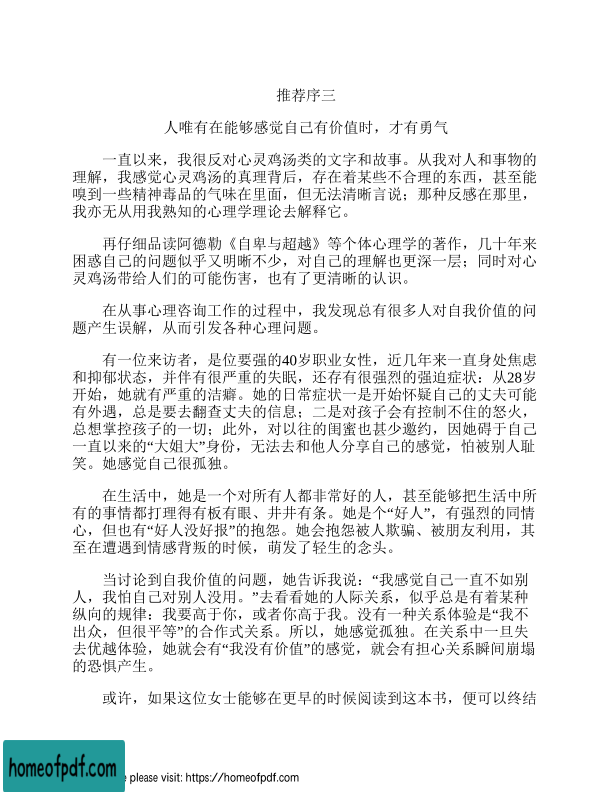 推荐序三
人唯有在能够感觉自己有价值时，才有勇气
一直以来，我很反对心灵鸡汤类的文字和故事。从我对人和事物的
理解，我感觉心灵鸡汤的真理背后，存在着某些不合理的东西，甚至能
嗅到一些精神毒品的气味在里面，但无法清晰言说；那种反感在那里，
我亦无从用我熟知的心理学理论去解释它。
再仔细品读阿德勒《自卑与超越》等个体心理学的著作，几十年来
困惑自己的问题似乎又明晰不少，对自己的理解也更深一层；同时对心
灵鸡汤带给人们的可能伤害，也有了更清晰的认识。
在从事心理咨询工作的过程中，我发现总有很多人对自我价值的问
题产生误解，从而引发各种心理问题。
有一位来访者，是位要强的40岁职业女性，近几年来一直身处焦虑
和抑郁状态，并伴有很严重的失眠，还存有很强烈的强迫症状：从28岁
开始，她就有严重的洁癖。她的日常症状一是开始怀疑自己的丈夫可能
有外遇，总是要去翻查丈夫的信息；二是对孩子会有控制不住的怒火，
总想掌控孩子的一切；此外，对以往的闺蜜也甚少邀约，因她碍于自己
一直以来的“大姐大”身份，无法去和他人分享自己的感觉，怕被别人耻
笑。她感觉自己很孤独。
在生活中，她是一个对所有人都非常好的人，甚至能够把生活中所
有的事情都打理得有板有眼、井井有条。她是个“好人”，有强烈的同情
心，但也有“好人没好报”的抱怨。她会抱怨被人欺骗、被朋友利用，其
至在遭遇到情感背叛的时候，萌发了轻生的念头。
当讨论到自我价值的问题，她告诉我说：“我感觉自己一直不如别
人，我怕自己对别人没用。”去看看她的人际关系，似乎总是有着某种
纵向的规律：我要高于你，或者你高于我。没有一种关系体验是“我不
出众，但很平等”的合作式关系。所以，她感觉孤独。在关系中一旦失
去优越体验，她就会有“我没有价值”的感觉，就会有担心关系瞬间崩塌
的恐惧产生。
或许，如果这位女士能够在更早的时候阅读到这本书，便可以终结
homeofpdf.com
e please visit: https://homeofpdf.com